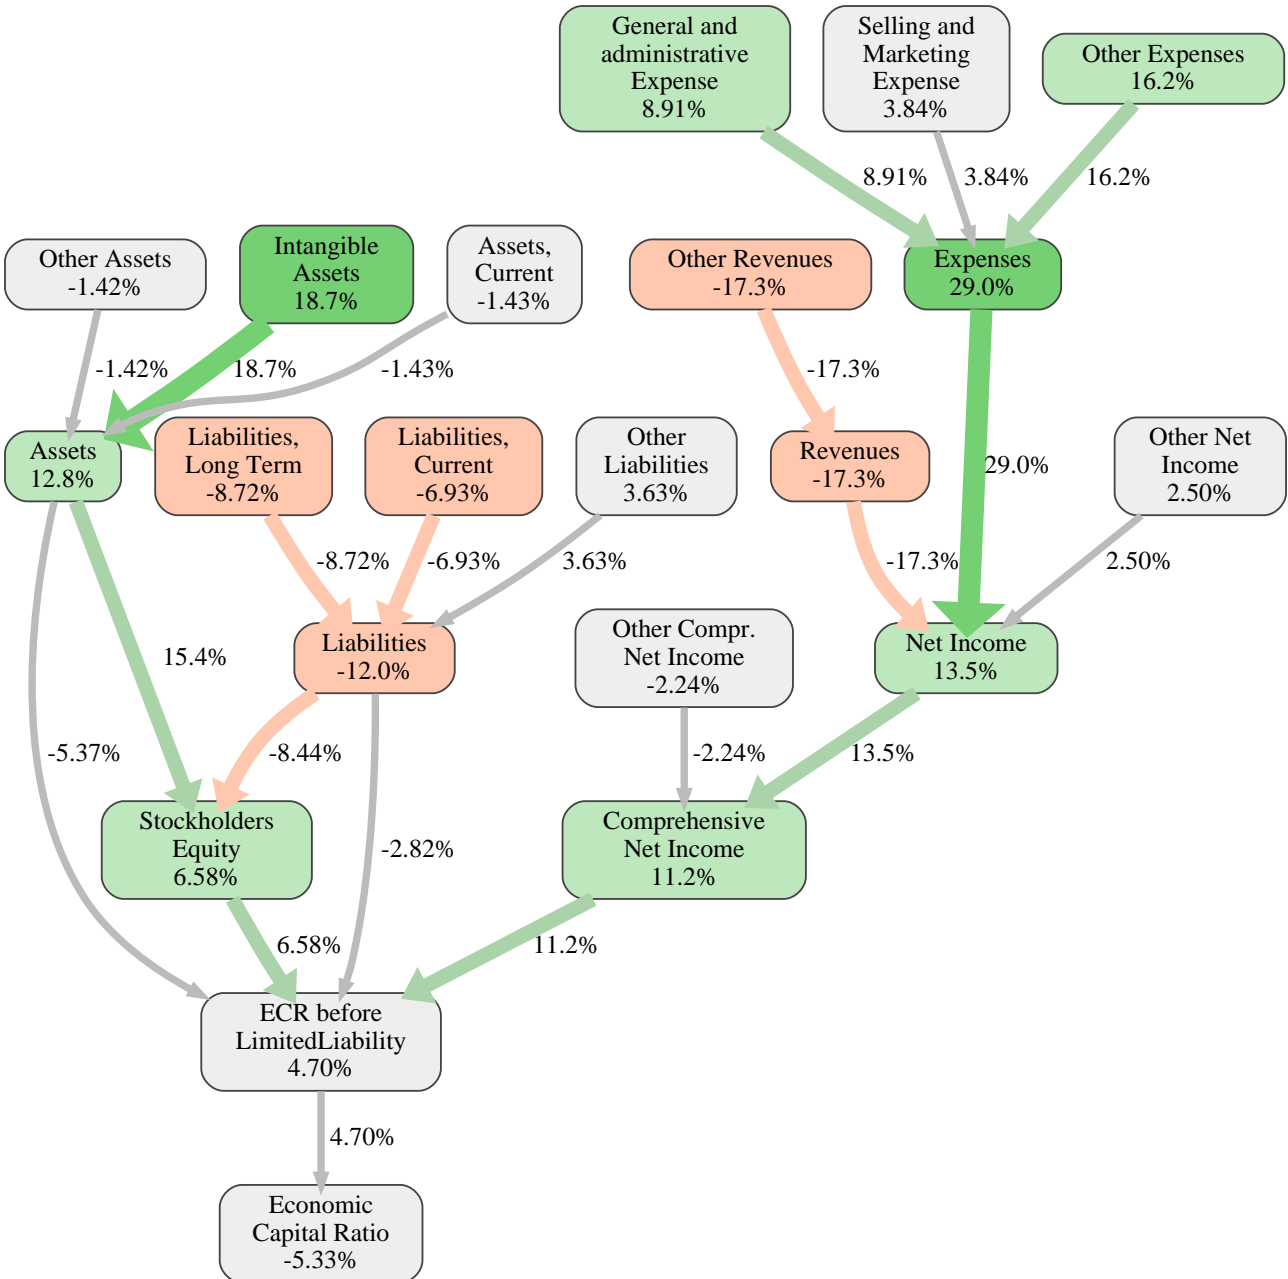 General and
administrative
Expense
8.91%
Selling and
Marketing
Expense
3.84%
Other Expenses
16.2%
8.91%
3.84%
16.2%
Other Assets
-1.42%
Intangible
Assets
18.7%
Assets,
Current
-1.43%
Other Revenues
-17.3%
Expenses
29.0%
-1.42%
18.7%
-1.43%
-17.3%
Assets
12.8%
Liabilities,
Long Term
-8.72%
Liabilities,
Current
-6.93%
Other
Liabilities
3.63%
Revenues
-17.3%
29.0%
Other Net
Income
2.50%
-8.72%
-6.93%
3.63%
-17.3%
2.50%
15.4%
Liabilities
-12.0%
Other Compr.
Net Income
-2.24%
Net Income
13.5%
-5.37%
-8.44%
-2.24%
13.5%
Stockholders
Equity
6.58%
-2.82%
Comprehensive
Net Income
11.2%
6.58%
11.2%
ECR before
LimitedLiability
4.70%
4.70%
Economic
Capital Ratio
-5.33%